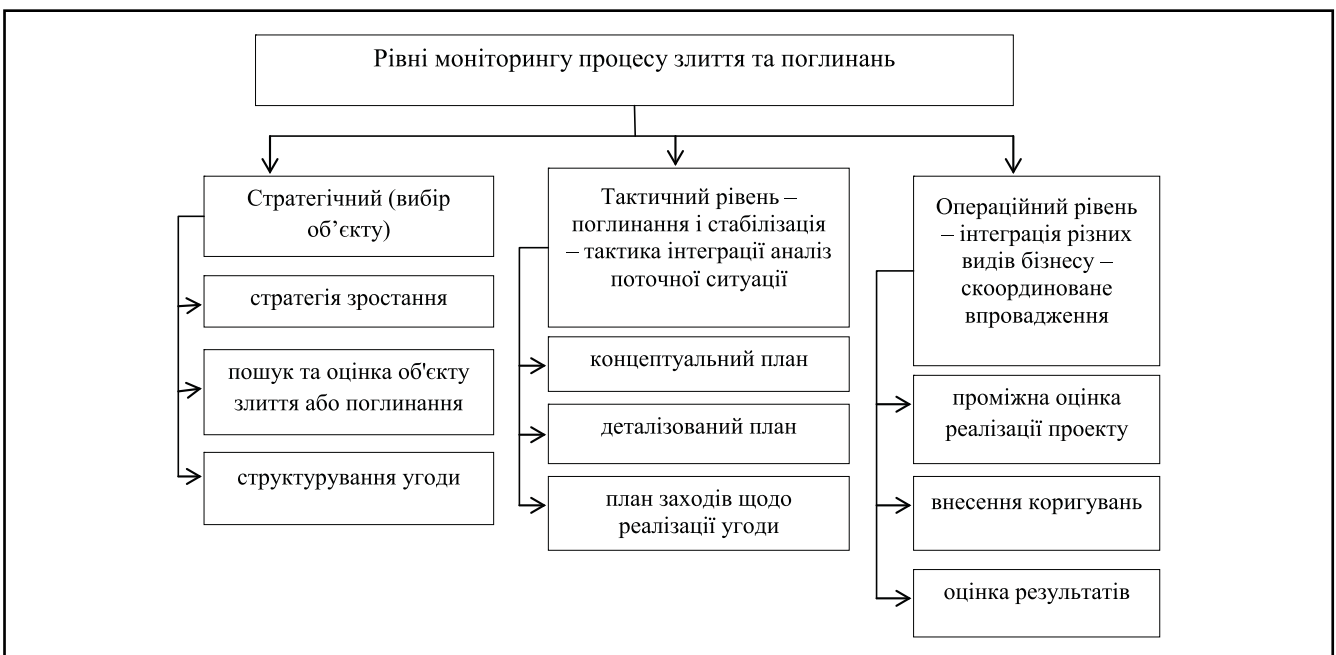 Рівні моніторингу процесу злиття та поглинань
Стратегічний (вибір
об’єкту)
стратегія зростання
пошук та оцінка об'єкту
злиття або поглинання
структурування угоди
Тактичний рівень –
поглинання і стабілізація
– тактика інтеграції аналіз
поточної ситуації
концептуальний план
деталізований план
план заходів щодо
реалізації угоди
Операційний рівень
– інтеграція різних
видів бізнесу –
скоординоване
впровадження
проміжна оцінка
реалізації проекту
внесення коригувань
оцінка результатів